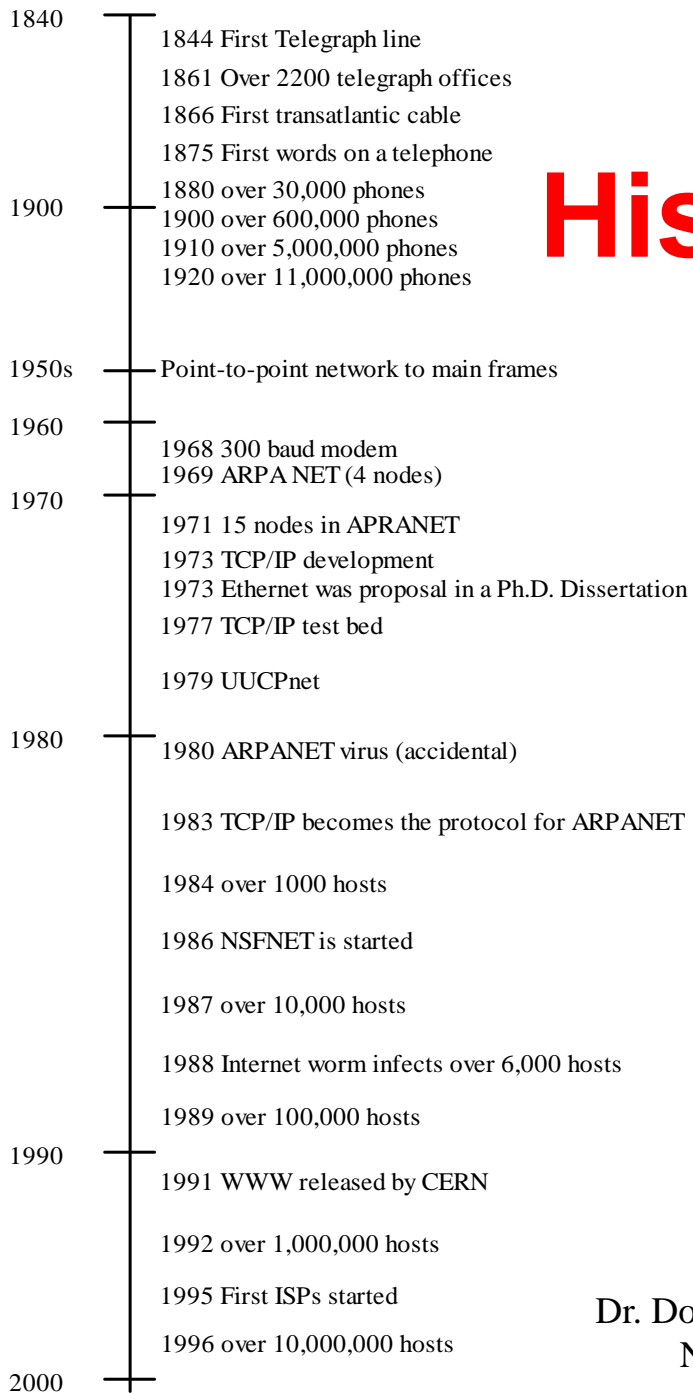 1840
1844 First Telegraph line
1861 Over 2200 telegraph offices
1866 First transatlantic cable
1875 First words on a telephone
1880 over 30,000 phones
1900
1900 over 600,000 phones
1910 over 5,000,000 phones
1920 over 11,000,000 phones
His
1950s
Point-to-point network to main frames
1960
1968 300 baud modem
1969 ARPA NET (4 nodes)
1970
1971 15 nodes in APRANET
1973 TCP/IP development
1973 Ethernet was proposal in a Ph.D. Dissertation
1977 TCP/IP test bed
1979 UUCPnet
1980
1980 ARPANET virus (accidental)
1983 TCP/IP becomes the protocol for ARPANET
1984 over 1000 hosts
1986 NSFNET is started
1987 over 10,000 hosts
1988 Internet worm infects over 6,000 hosts
1989 over 100,000 hosts
1990
1991 WWW released by CERN
1992 over 1,000,000 hosts
1995 First ISPs started
1996 over 10,000,000 hosts
Dr. Do
N
2000